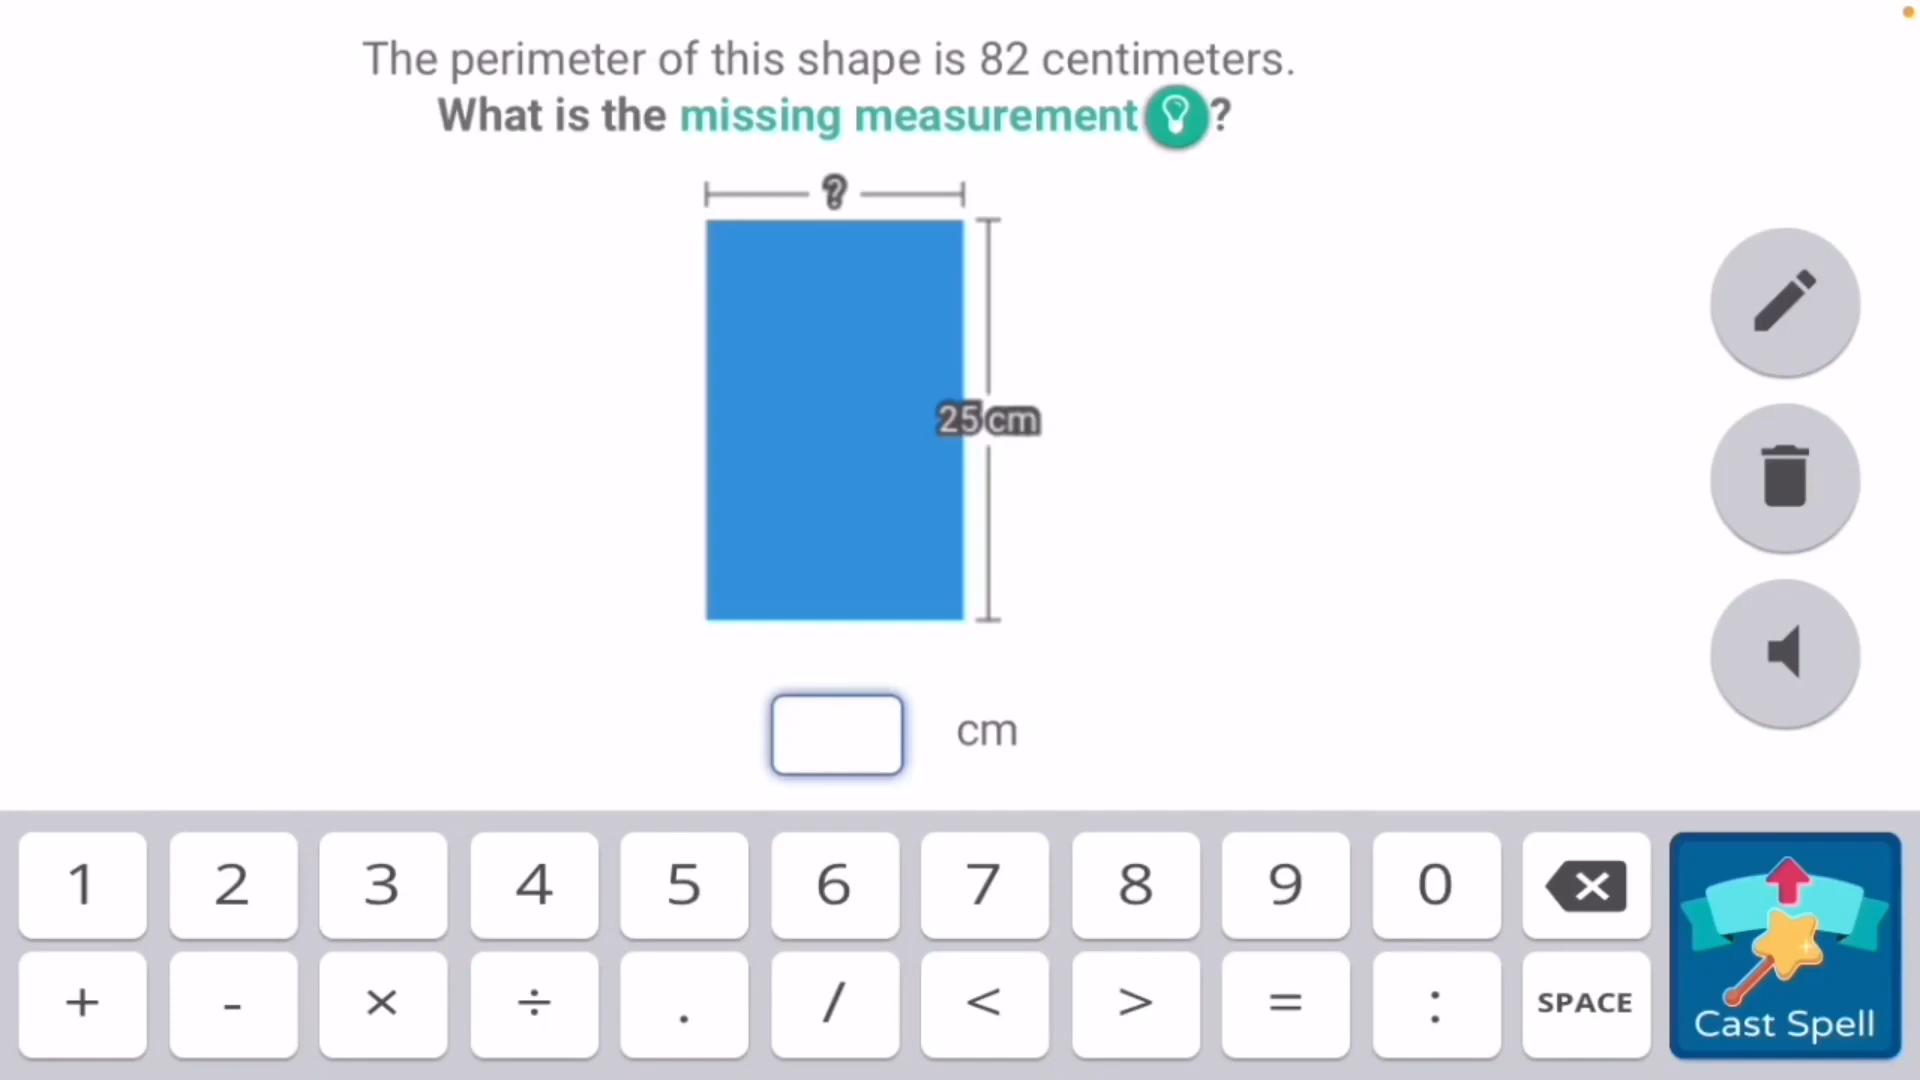 The perimeter of this shape is 82 centimeters.
What is the missing measurement ?
?
25 cm
cm
1 2 3 4 5 6 7 8 9 0
+ - × ÷ . / < > = : SPACE
Cast Spell